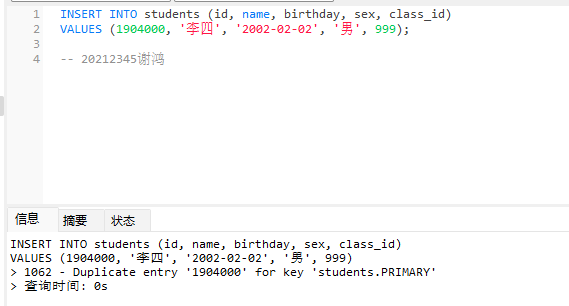 1 INSERT INTO students (id, name, birthday, sex, class_id)
2 VALUES (1904000, '李四', '2002-02-02', '男', 999);
3
4 -- 20212345谢鸿
信息 摘要 状态
INSERT INTO students (id, name, birthday, sex, class_id)
VALUES (1904000, '李四', '2002-02-02', '男', 999)
> 1062 - Duplicate entry '1904000' for key 'students.PRIMARY'
> 查询时间: 0s